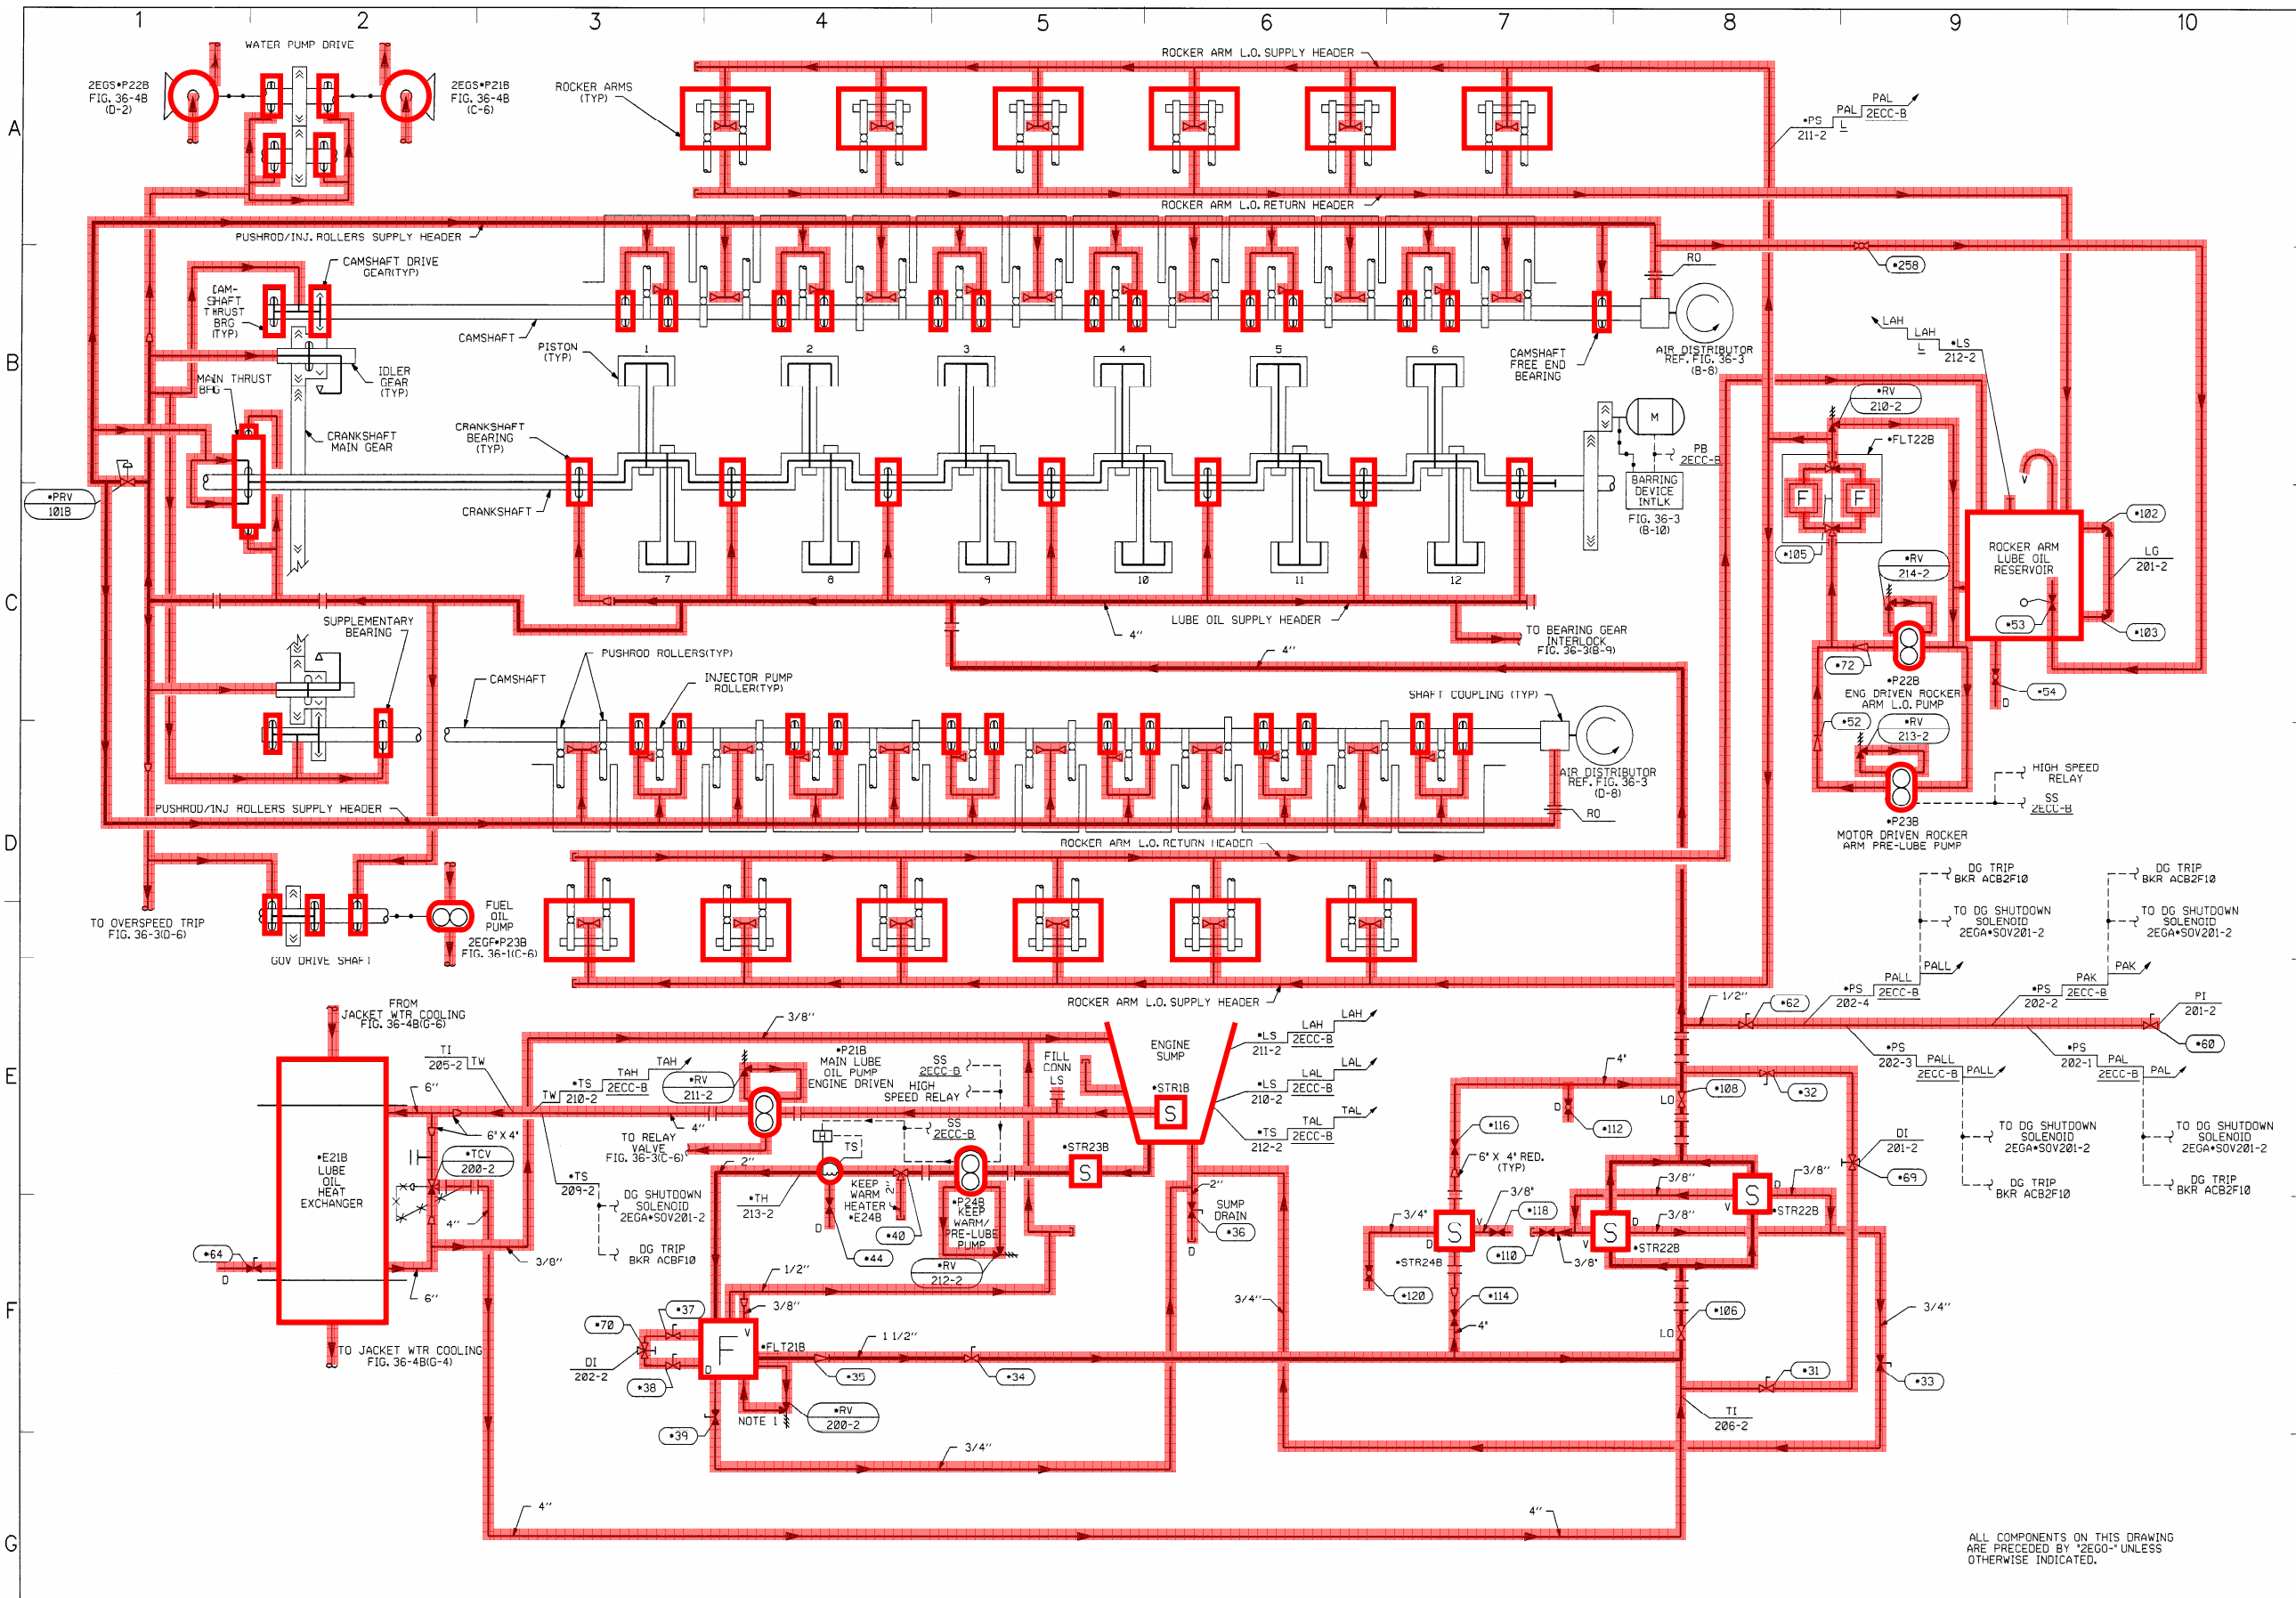 1 2 3 4 5 6 7 8 9 10
A
B
C
D
E
F
G
WATER PUMP DRIVE
2EGS*P22B
FIG. 36-4B
(D-2)
2EGS*P21B
FIG. 36-4B
(C-6)
ROCKER ARMS
(TYP)
ROCKER ARM L.O. SUPPLY HEADER
*PS
211-2
PAL
L
PAL
2ECC-B
ROCKER ARM L.O. RETURN HEADER
PUSHROD/INJ. ROLLERS SUPPLY HEADER
CAMSHAFT DRIVE
GEAR(TYP)
CAM-
SHAFT
THRUST
BRG
(TYP)
CAMSHAFT
PISTON
(TYP)
1
2
3
4
5
6
RO
*258
CAMSHAFT
FREE END
BEARING
AIR DISTRIBUTOR
REF. FIG. 36-3
(B-8)
LAH
LAH
L
*LS
212-2
IDLER
GEAR
(TYP)
MAIN THRUST
BRG
CRANKSHAFT
MAIN GEAR
CRANKSHAFT
BEARING
(TYP)
CRANKSHAFT
M
PB
2ECC-B
BARRING
DEVICE
INTLK
FIG. 36-3
(B-10)
*RV
210-2
*FLT22B
F
F
V
*PRV
101B
*102
*105
*RV
214-2
ROCKER ARM
LUBE OIL
RESERVOIR
LG
201-2
*53
*103
7
8
9
10
11
12
LUBE OIL SUPPLY HEADER
4"
TO BEARING GEAR
INTERLOCK
FIG. 36-3(B-9)
4"
SUPPLEMENTARY
BEARING
PUSHROD ROLLERS(TYP)
CAMSHAFT
INJECTOR PUMP
ROLLER(TYP)
SHAFT COUPLING (TYP)
*72
*P22B
ENG DRIVEN ROCKER
ARM L.O. PUMP
*54
D
*52
*RV
213-2
AIR DISTRIBUTOR
REF. FIG. 36-3
(D-8)
HIGH SPEED
RELAY
SS
2ECC-B
PUSHROD/INJ ROLLERS SUPPLY HEADER
RO
*P23B
MOTOR DRIVEN ROCKER
ARM PRE-LUBE PUMP
ROCKER ARM L.O. RETURN HEADER
TO OVERSPEED TRIP
FIG. 36-3(D-6)
GOV DRIVE SHAFT
FUEL
OIL
PUMP
2EGF*P23B
FIG. 36-1(C-6)
ROCKER ARM L.O. SUPPLY HEADER
DG TRIP
BKR ACB2F10
TO DG SHUTDOWN
SOLENOID
2EGA*SOV201-2
DG TRIP
BKR ACB2F10
TO DG SHUTDOWN
SOLENOID
2EGA*SOV201-2
*PS
202-4
PALL
2ECC-B
PALL
*PS
202-2
PAK
2ECC-B
PAK
PI
201-2
1/2"
*62
*60
*PS
202-3
PALL
2ECC-B
PALL
*PS
202-1
PAL
2ECC-B
PAL
TO DG SHUTDOWN
SOLENOID
2EGA*SOV201-2
DG TRIP
BKR ACB2F10
TO DG SHUTDOWN
SOLENOID
2EGA*SOV201-2
DG TRIP
BKR ACB2F10
FROM
JACKET WTR COOLING
FIG. 36-4B(G-6)
TI
205-2
TW
6"
6" X 4"
*E21B
LUBE
OIL
HEAT
EXCHANGER
*TCV
200-2
4"
3/8"
6"
*64
D
TO JACKET WTR COOLING
FIG. 36-4B(G-4)
3/8"
TW
*TS
210-2
TAH
2ECC-B
TAH
*RV
211-2
*P21B
MAIN LUBE
OIL PUMP
ENGINE DRIVEN
SS
2ECC-B
HIGH
SPEED RELAY
FILL
CONN
LS
ENGINE
SUMP
*STR1B
S
*LS
211-2
LAH
2ECC-B
LAH
*LS
210-2
LAL
2ECC-B
LAL
*TS
212-2
TAL
2ECC-B
TAL
4"
TO RELAY
VALVE
FIG. 36-3(C-6)
H
TS
SS
2ECC-B
*STR23B
S
2"
*TS
209-2
DG SHUTDOWN
SOLENOID
2EGA*SOV201-2
DG TRIP
BKR ACBF10
*TH
213-2
KEEP
WARM
HEATER
*E24B
2"
*P24B
KEEP
WARM/
PRE-LUBE
PUMP
D
*44
*40
*RV
212-2
2"
SUMP
DRAIN
*36
D
1/2"
3/8"
*37
*70
F
V
D
*FLT21B
DI
202-2
*38
*35
1 1/2"
*34
*RV
200-2
NOTE 1
*39
3/4"
3/4"
4"
4"
4"
D
*112
*116
6" X 4" RED.
(TYP)
3/8"
*118
3/4"
S
V
D
*STR24B
*120
*114
4"
LO
*108
*32
DI
201-2
*69
3/8"
3/8"
S
D
V
*STR22B
3/8"
S
D
V
*STR22B
*110
3/8"
LO
*106
*31
3/4"
*33
TI
206-2
ALL COMPONENTS ON THIS DRAWING
ARE PRECEDED BY "2EGO-" UNLESS
OTHERWISE INDICATED.